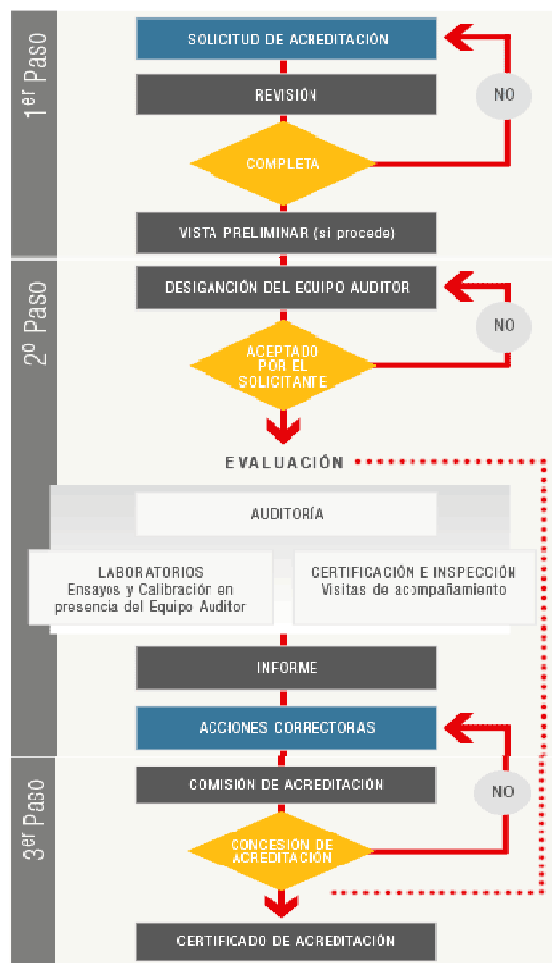 1er Paso
SOLICITUD DE ACREDITACIÓN
REVISIÓN
NO
COMPLETA
VISTA PRELIMINAR (si procede)
2º Paso
DESIGANCIÓN DEL EQUIPO AUDITOR
NO
ACEPTADO
POR EL
SOLICITANTE
EVALUACIÓN
AUDITORÍA
LABORATORIOS
Ensayos y Calibración en
presencia del Equipo Auditor
CERTIFICACIÓN E INSPECCIÓN
Visitas de acompañamiento
INFORME
ACCIONES CORRECTORAS
3er Paso
COMISIÓN DE ACREDITACIÓN
NO
CONCESIÓN DE
ACREDITACIÓN
CERTIFICADO DE ACREDITACIÓN